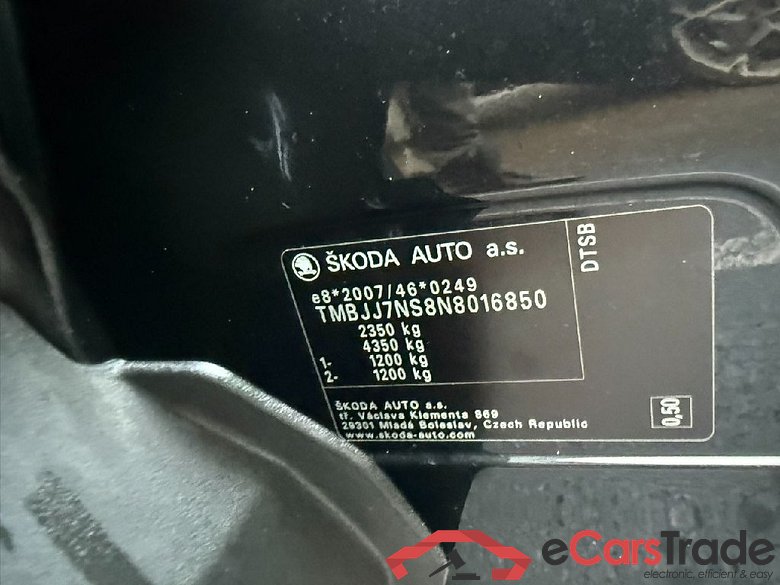 ŠKODA AUTO a.s.
DTSB
e8*2007/46*0249
TMBJJ7NS8N8016850
2350 kg
4350 kg
1- 1200 kg
2- 1200 kg
ŠKODA AUTO a.s.
tř. Václava Klementa 869
29301 Mladá Boleslav, Czech Republic
www.skoda-auto.com
0,50
eCarsTrade
electronic, efficient & easy